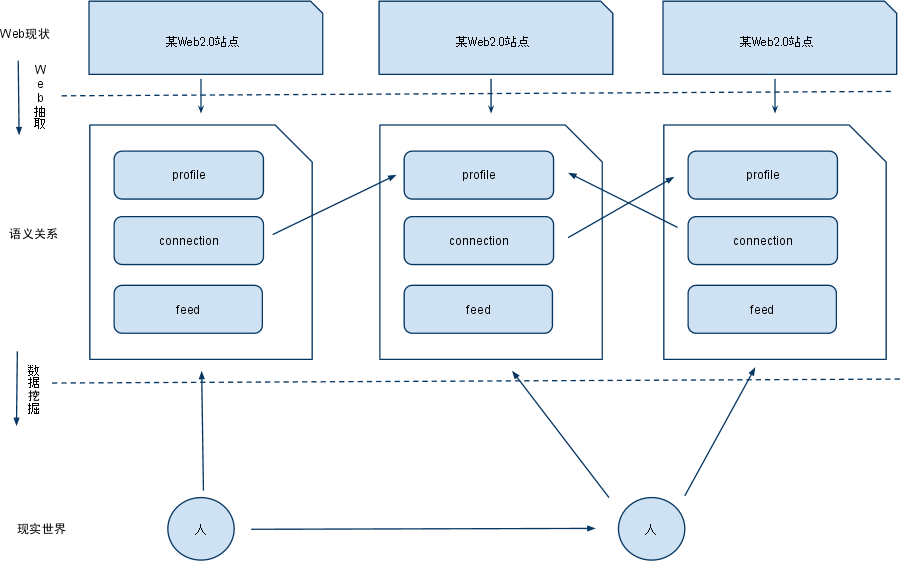 Web现状
某Web2.0站点
某Web2.0站点
某Web2.0站点
Web抽取
profile
profile
profile
语义关系
connection
connection
connection
feed
feed
feed
数据挖掘
现实世界
人
人